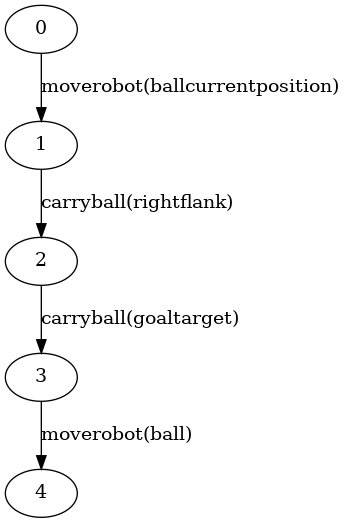 0
moverobot(ballcurrentposition)
1
carryball(rightflank)
2
carryball(goaltarget)
3
moverobot(ball)
4